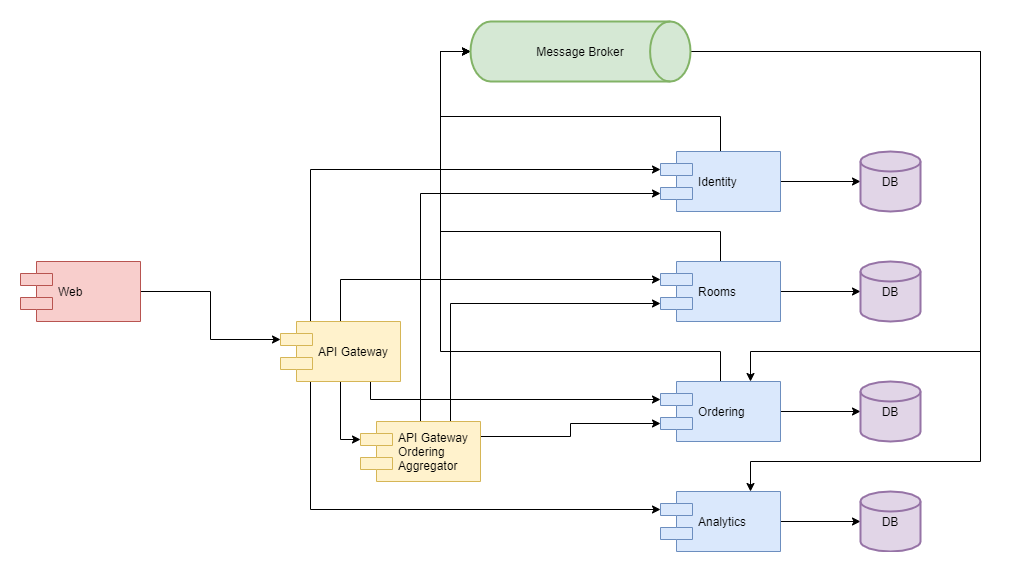 Message Broker
Identity
DB
Web
Rooms
DB
API Gateway
Ordering
DB
API Gateway
Ordering
Aggregator
Analytics
DB